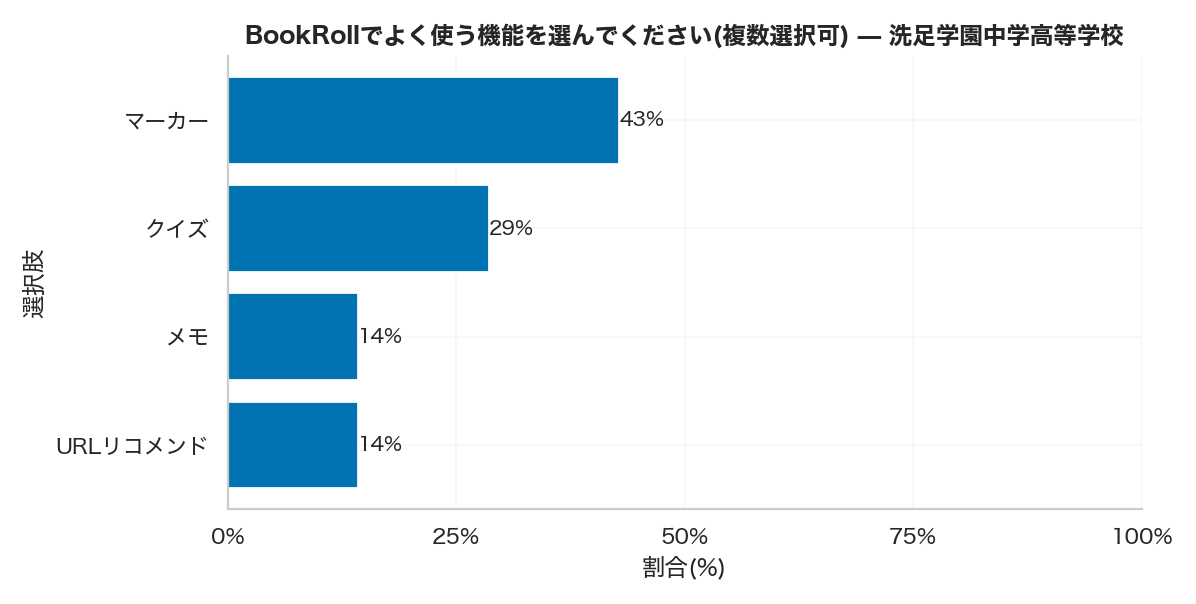 BookRollでよく使う機能を選んでください(複数選択可) — 洗足学園中学高等学校
選択肢
マーカー
43%
クイズ
29%
メモ
14%
URLリコメンド
14%
0%
25%
50%
75%
100%
割合(%)